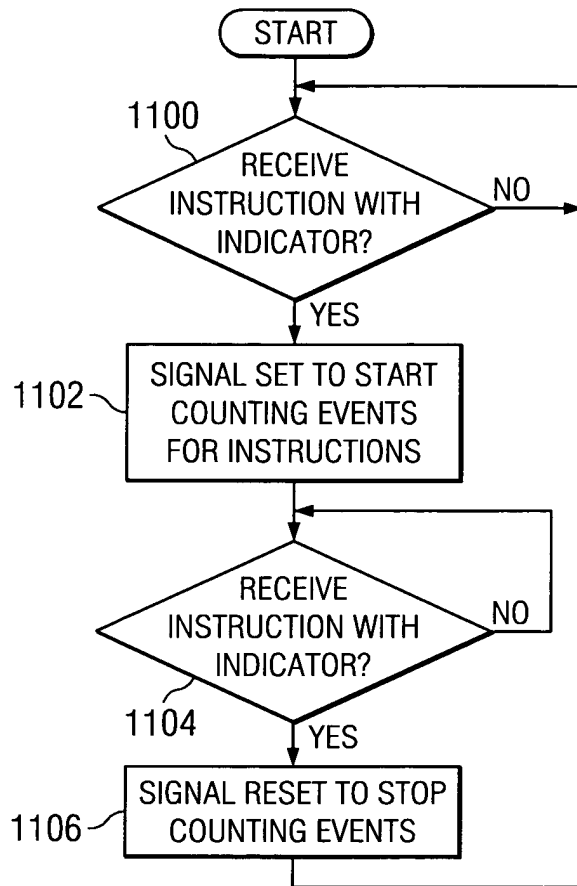 START
1100
RECEIVE
INSTRUCTION WITH
INDICATOR?
NO
YES
1102
SIGNAL SET TO START
COUNTING EVENTS
FOR INSTRUCTIONS
RECEIVE
INSTRUCTION WITH
INDICATOR?
NO
1104
YES
1106
SIGNAL RESET TO STOP
COUNTING EVENTS